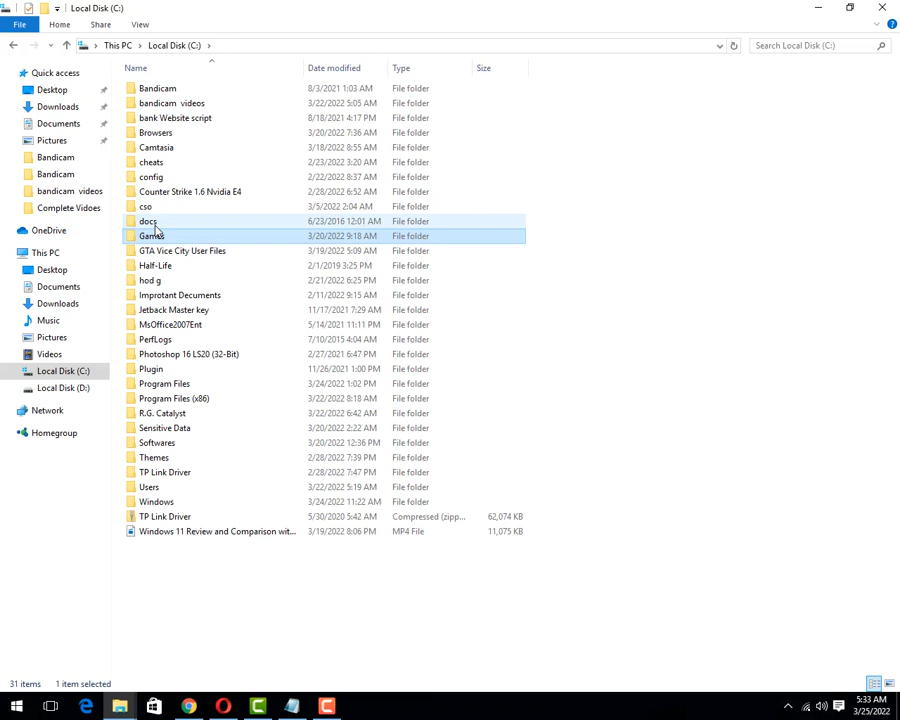 Local Disk (C:)
File Home Share View
This PC Local Disk (C:) Search Local Disk (C:)
Name Date modified Type Size
Quick access
Desktop
Downloads
Documents
Pictures
Bandicam
Bandicam
bandicam videos
Complete Vidoes
OneDrive
This PC
Desktop
Documents
Downloads
Music
Pictures
Videos
Local Disk (C:)
Local Disk (D:)
Network
Homegroup
Bandicam 8/3/2021 1:03 AM File folder
bandicam videos 3/22/2022 5:05 AM File folder
bank Website script 8/18/2021 4:17 PM File folder
Browsers 3/20/2022 7:36 AM File folder
Camtasia 3/18/2022 8:55 AM File folder
cheats 2/23/2022 3:20 AM File folder
config 2/22/2022 8:37 AM File folder
Counter Strike 1.6 Nvidia E4 2/28/2022 6:52 AM File folder
cso 3/5/2022 2:04 AM File folder
docs 6/23/2016 12:01 AM File folder
Games 3/20/2022 9:18 AM File folder
GTA Vice City User Files 3/19/2022 5:09 AM File folder
Half-Life 2/1/2019 3:25 PM File folder
hod g 2/21/2022 6:25 PM File folder
Improtant Decuments 2/11/2022 9:15 AM File folder
Jetback Master key 11/17/2021 7:29 AM File folder
MsOffice2007Ent 5/14/2021 11:11 PM File folder
PerfLogs 7/10/2015 4:04 AM File folder
Photoshop 16 LS20 (32-Bit) 2/27/2021 6:47 PM File folder
Plugin 11/26/2021 1:00 PM File folder
Program Files 3/24/2022 1:02 PM File folder
Program Files (x86) 3/22/2022 8:18 AM File folder
R.G. Catalyst 3/22/2022 6:42 AM File folder
Sensitive Data 3/20/2022 2:22 AM File folder
Softwares 3/20/2022 12:36 PM File folder
Themes 2/28/2022 7:39 PM File folder
TP Link Driver 2/28/2022 7:47 PM File folder
Users 3/22/2022 5:19 AM File folder
Windows 3/24/2022 11:22 AM File folder
TP Link Driver 5/30/2020 5:42 AM Compressed (zipp... 62,074 KB
Windows 11 Review and Comparison wit... 3/19/2022 8:06 PM MP4 File 11,075 KB
31 items 1 item selected
5:33 AM
3/25/2022